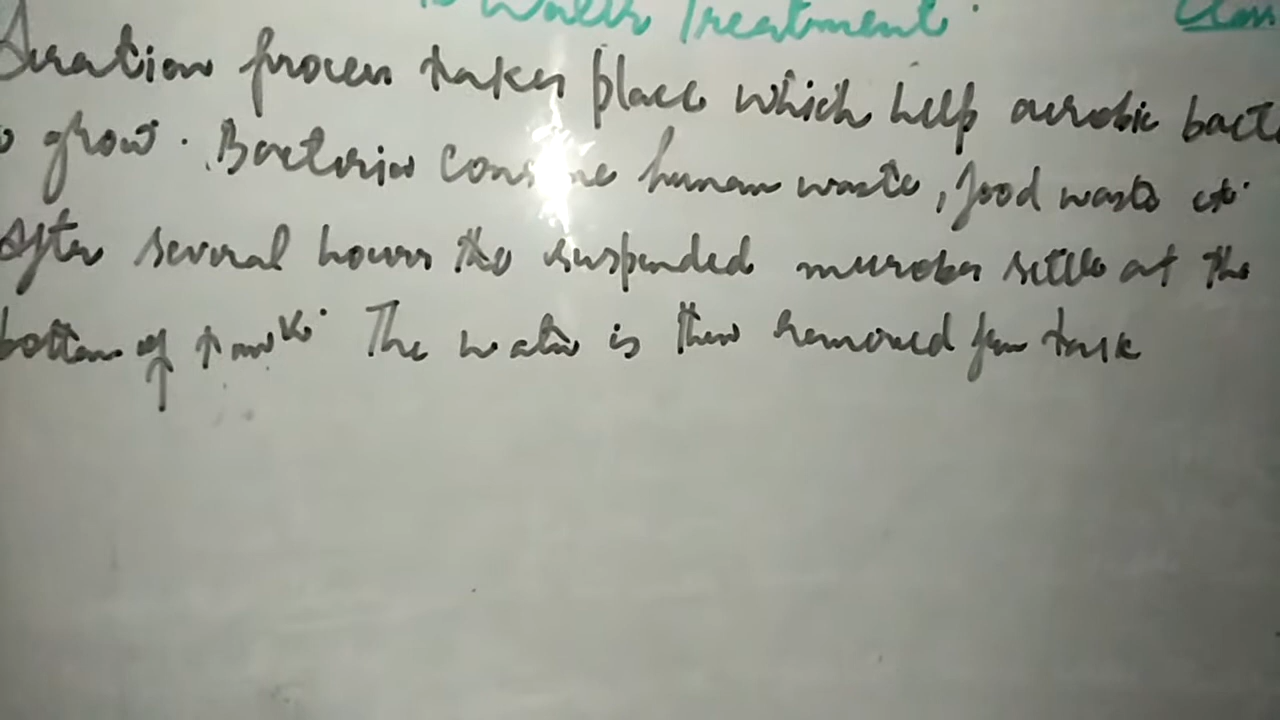 Water Treatment.
Aeration process takes place which help aerobic bact
o grow. Bacteria consume human waste, food waste etc.
After several hours the suspended microbes settle at the
bottom of tank. The water is then removed from tank